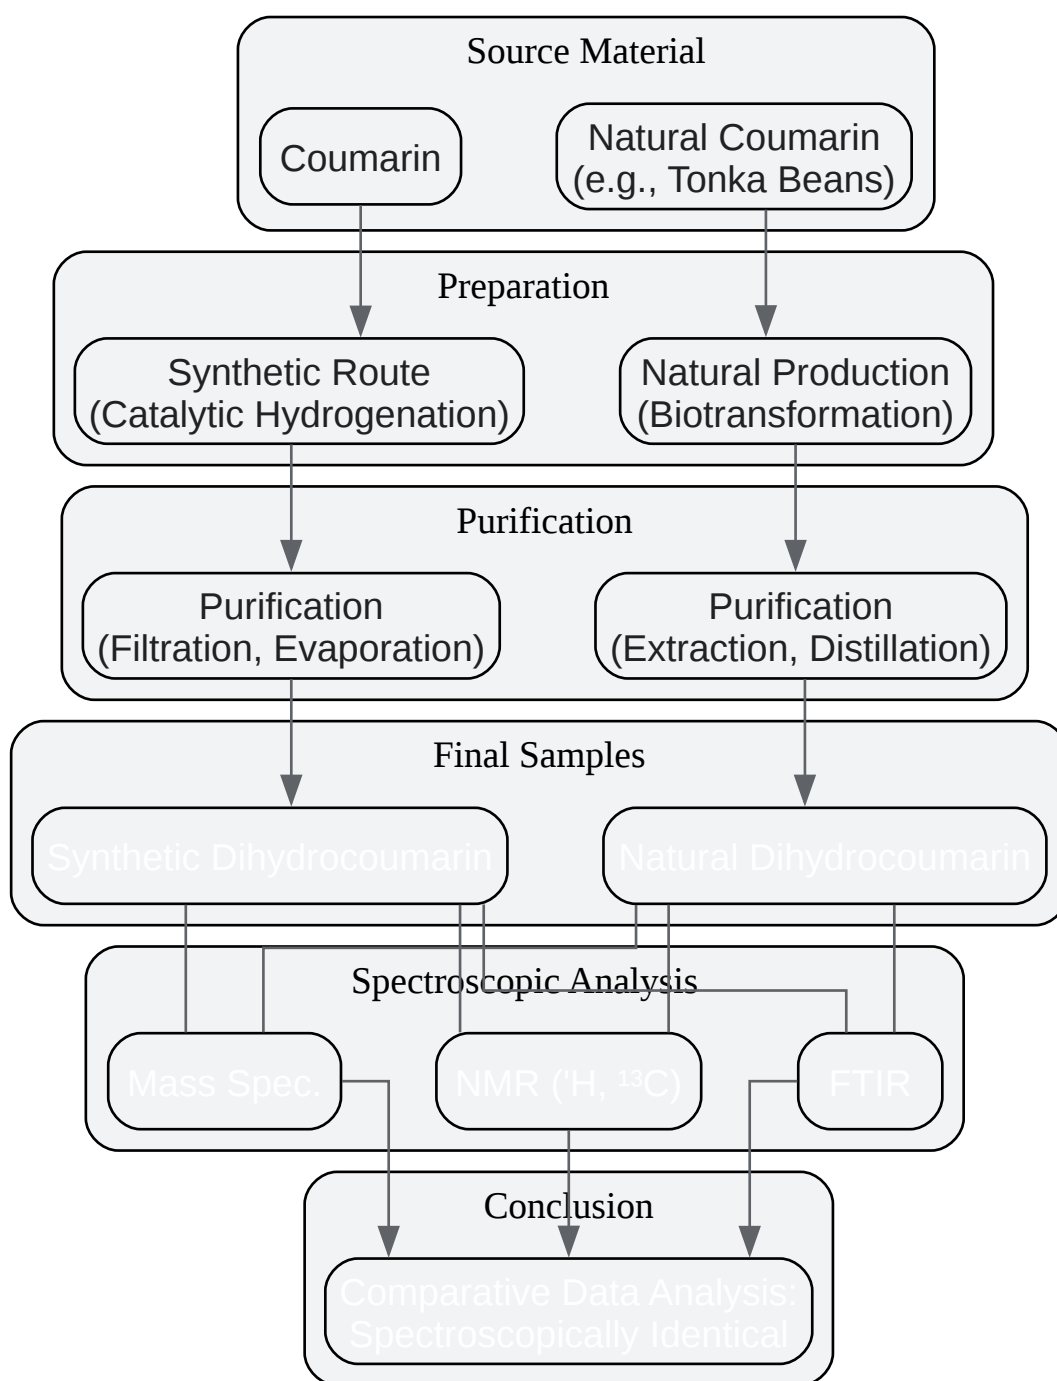 Source Material
Coumarin
Natural Coumarin
(e.g., Tonka Beans)
Preparation
Synthetic Route
(Catalytic Hydrogenation)
Natural Production
(Biotransformation)
Purification
Purification
(Filtration, Evaporation)
Purification
(Extraction, Distillation)
Final Samples
Synthetic Dihydrocoumarin
Natural Dihydrocoumarin
Spectroscopic Analysis
Mass Spec.
NMR ('H, ¹³C)
FTIR
Conclusion
Comparative Data Analysis:
Spectroscopically Identical